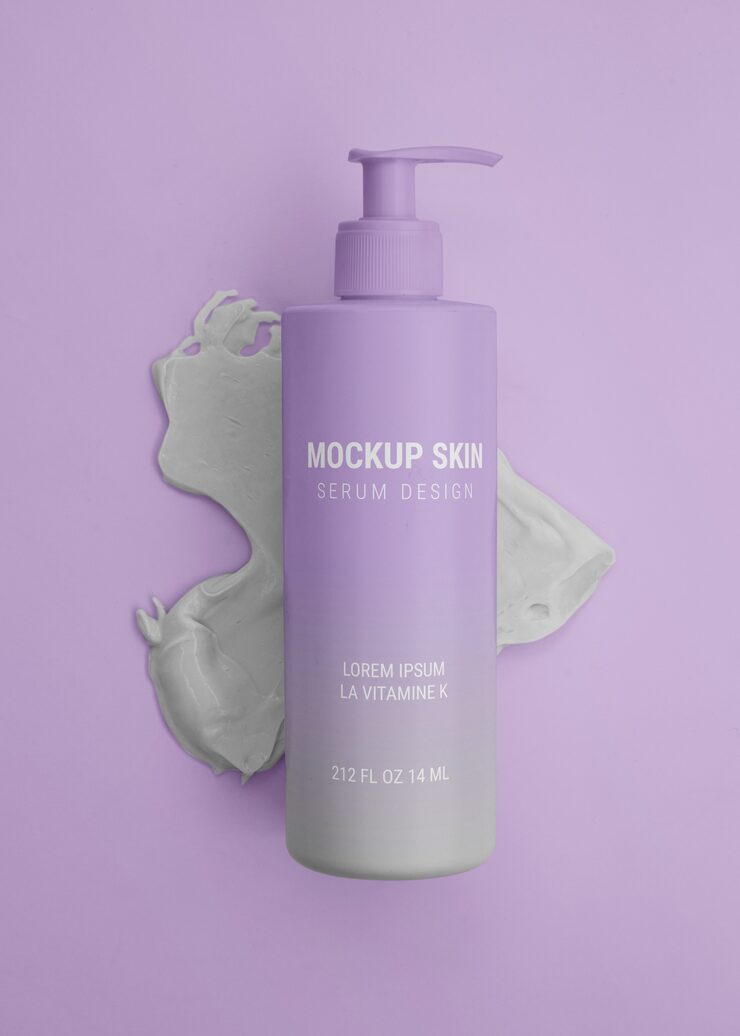 MOCKUP SKIN
SERUM DESIGN
LOREM IPSUM
LA VITAMINE K
212 FL OZ 14 ML